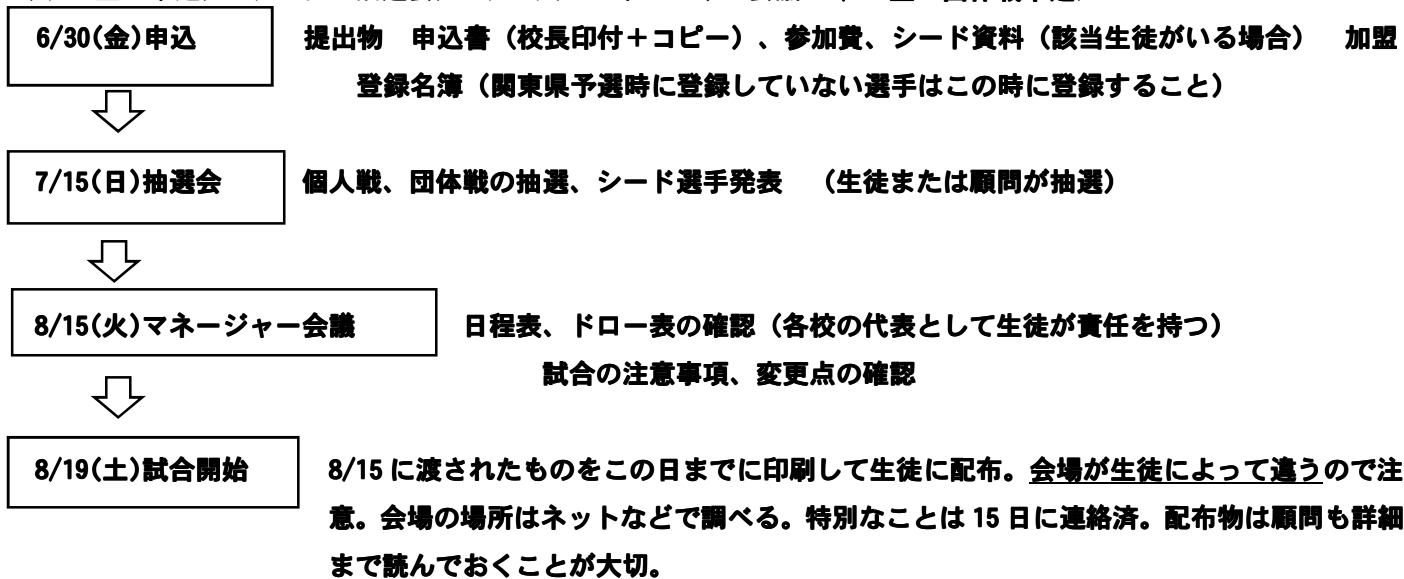 6/30(金)申込　提出物　申込書（校長印付＋コピー）、参加費、シード資料（該当生徒がいる場合）　加盟
登録名簿（関東県予選時に登録していない選手はこの時に登録すること）
7/15(日)抽選会　個人戦、団体戦の抽選、シード選手発表　（生徒または顧問が抽選）
8/15(火)マネージャー会議　日程表、ドロー表の確認（各校の代表として生徒が責任を持つ）
試合の注意事項、変更点の確認
8/19(土)試合開始　8/15に渡されたものをこの日までに印刷して生徒に配布。会場が生徒によって違うので注
意。会場の場所はネットなどで調べる。特別なことは15日に連絡済。配布物は顧問も詳細
まで読んでおくことが大切。